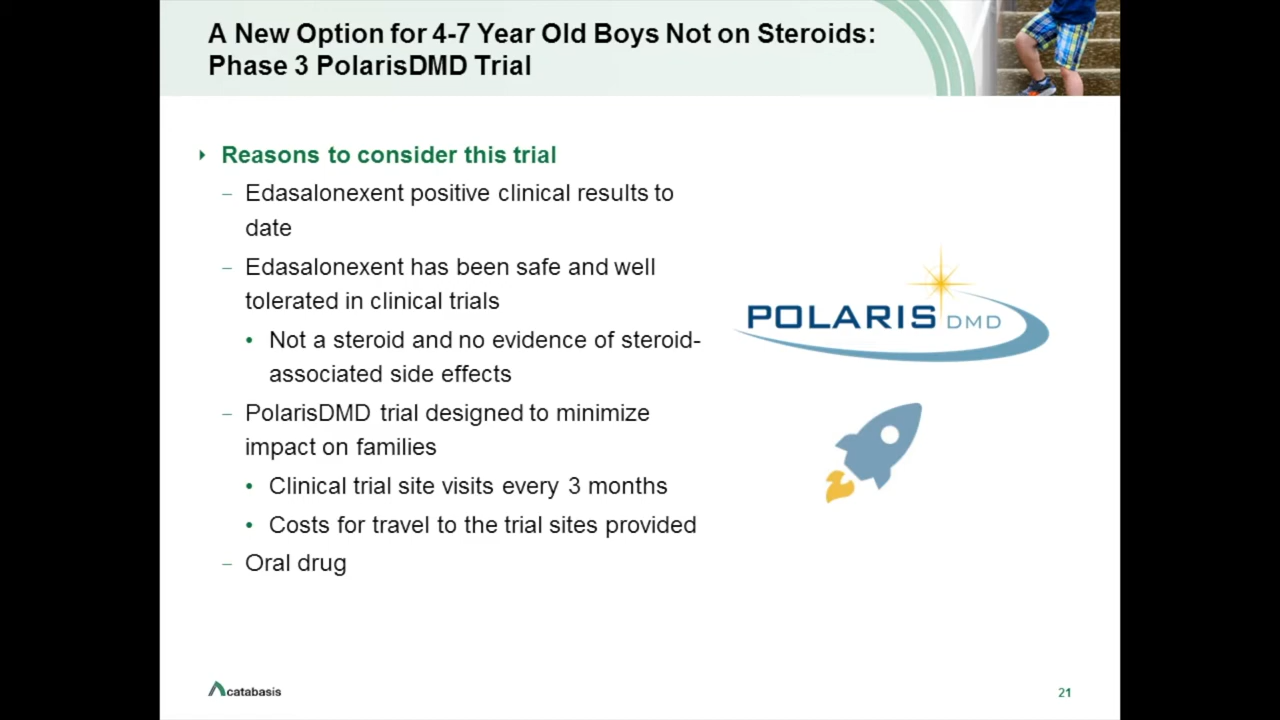 A New Option for 4-7 Year Old Boys Not on Steroids:
Phase 3 PolarisDMD Trial
Reasons to consider this trial
– Edasalonexent positive clinical results to
date
– Edasalonexent has been safe and well
tolerated in clinical trials
• Not a steroid and no evidence of steroid-
associated side effects
– PolarisDMD trial designed to minimize
impact on families
• Clinical trial site visits every 3 months
• Costs for travel to the trial sites provided
– Oral drug
POLARIS DMD
catabasis
21